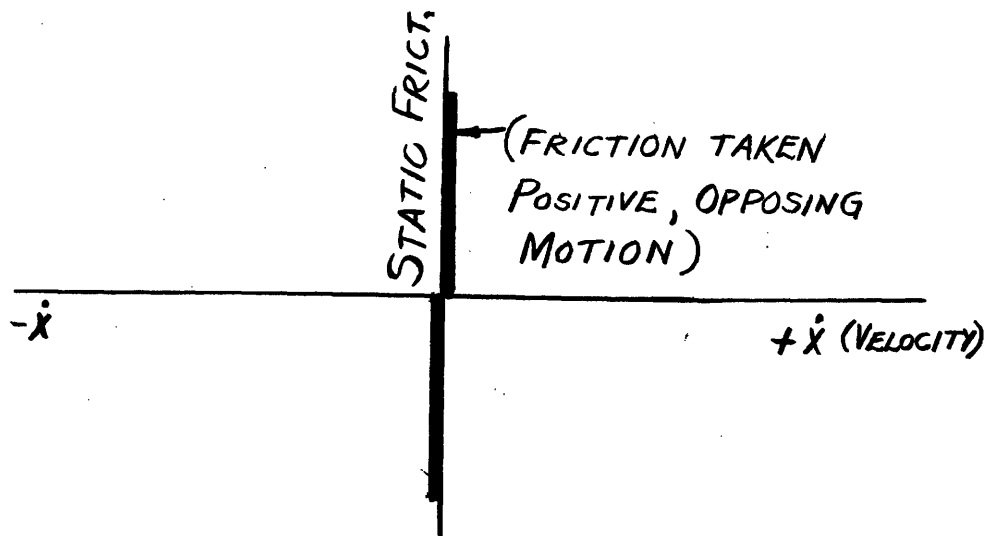 STATIC FRICT.
(FRICTION TAKEN
POSITIVE, OPPOSING
MOTION)
-Ẋ
+Ẋ (VELOCITY)